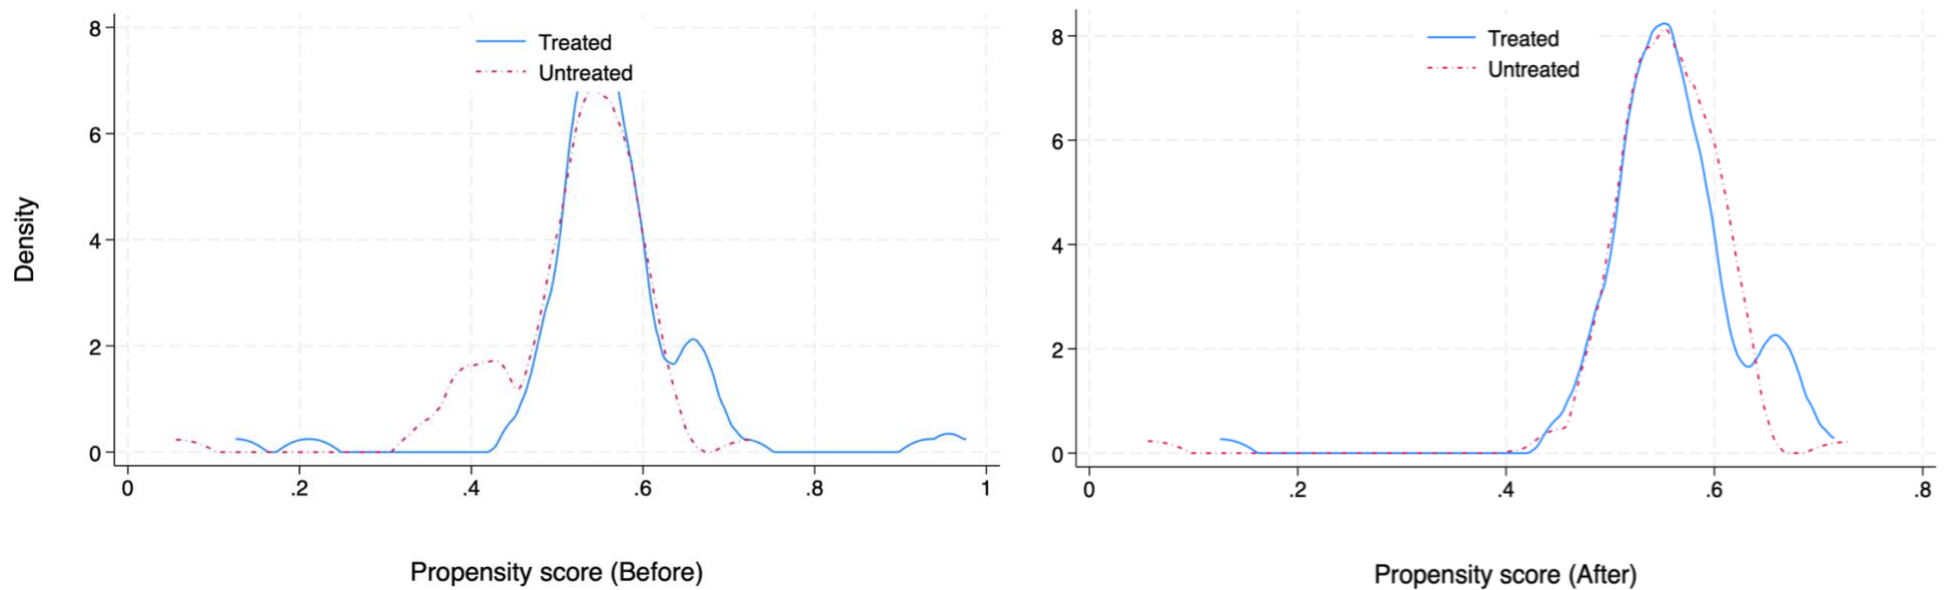 Density
8
6
4
2
0
Treated
Untreated
0 .2 .4 .6 .8 1
Propensity score (Before)
8
6
4
2
0
Treated
Untreated
0 .2 .4 .6 .8
Propensity score (After)